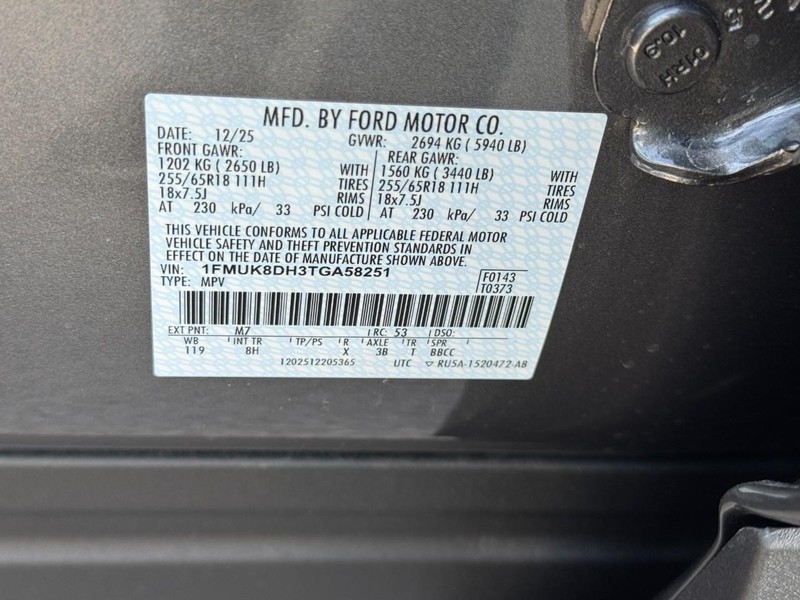 MFD. BY FORD MOTOR CO.
DATE: 12/25 GVWR: 2694 KG ( 5940 LB)
FRONT GAWR: REAR GAWR:
1202 KG ( 2650 LB) WITH 1560 KG ( 3440 LB) WITH
255/65R18 111H TIRES 255/65R18 111H TIRES
18x7.5J RIMS 18x7.5J RIMS
AT 230 kPa/ 33 PSI COLD AT 230 kPa/ 33 PSI COLD
THIS VEHICLE CONFORMS TO ALL APPLICABLE FEDERAL MOTOR
VEHICLE SAFETY AND THEFT PREVENTION STANDARDS IN
EFFECT ON THE DATE OF MANUFACTURE SHOWN ABOVE.
VIN: 1FMUK8DH3TGA58251 F0143
TYPE: MPV T0373
EXT PNT: M7 RC: 53 DSO:
WB INT TR TP/PS R AXLE TR SPR
119 8H X 3B T BBCC
1202512205365 UTC ▽ RU5A-1520472-AB
01RH
10.9